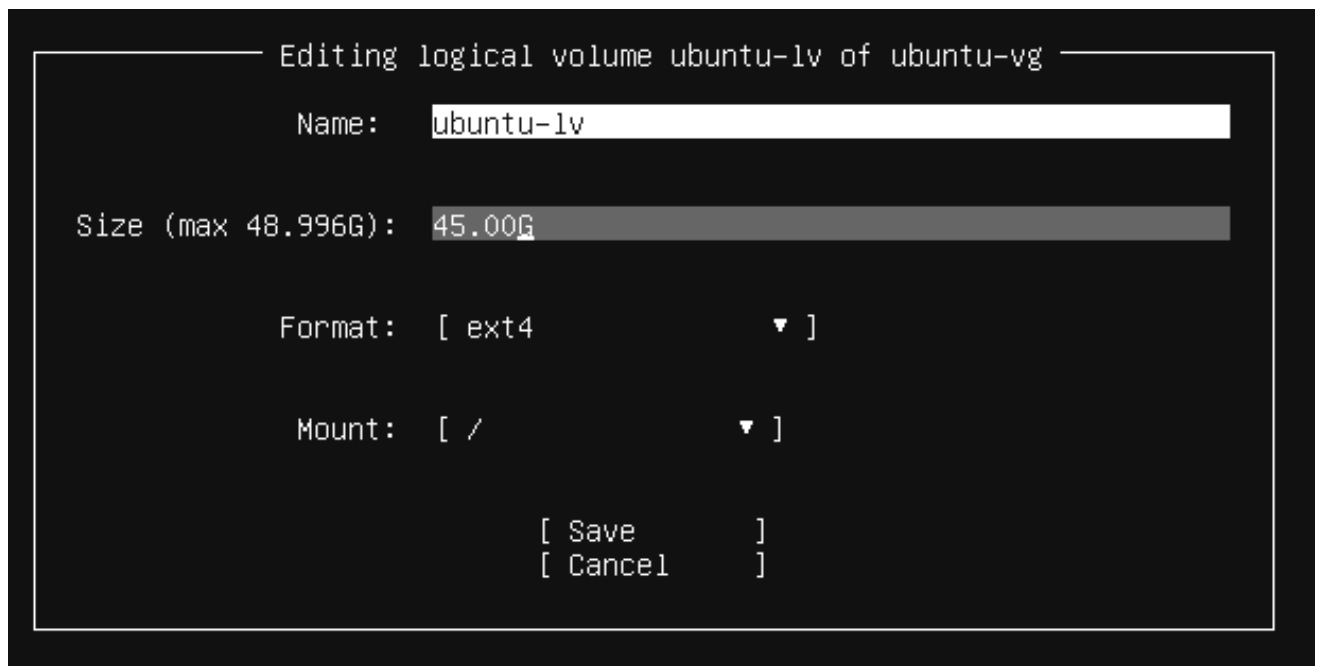 Editing logical volume ubuntu-lv of ubuntu-vg
Name: ubuntu-lv
Size (max 48.996G): 45.00G
Format: [ ext4 ▾ ]
Mount: [ / ▾ ]
[ Save ]
[ Cancel ]